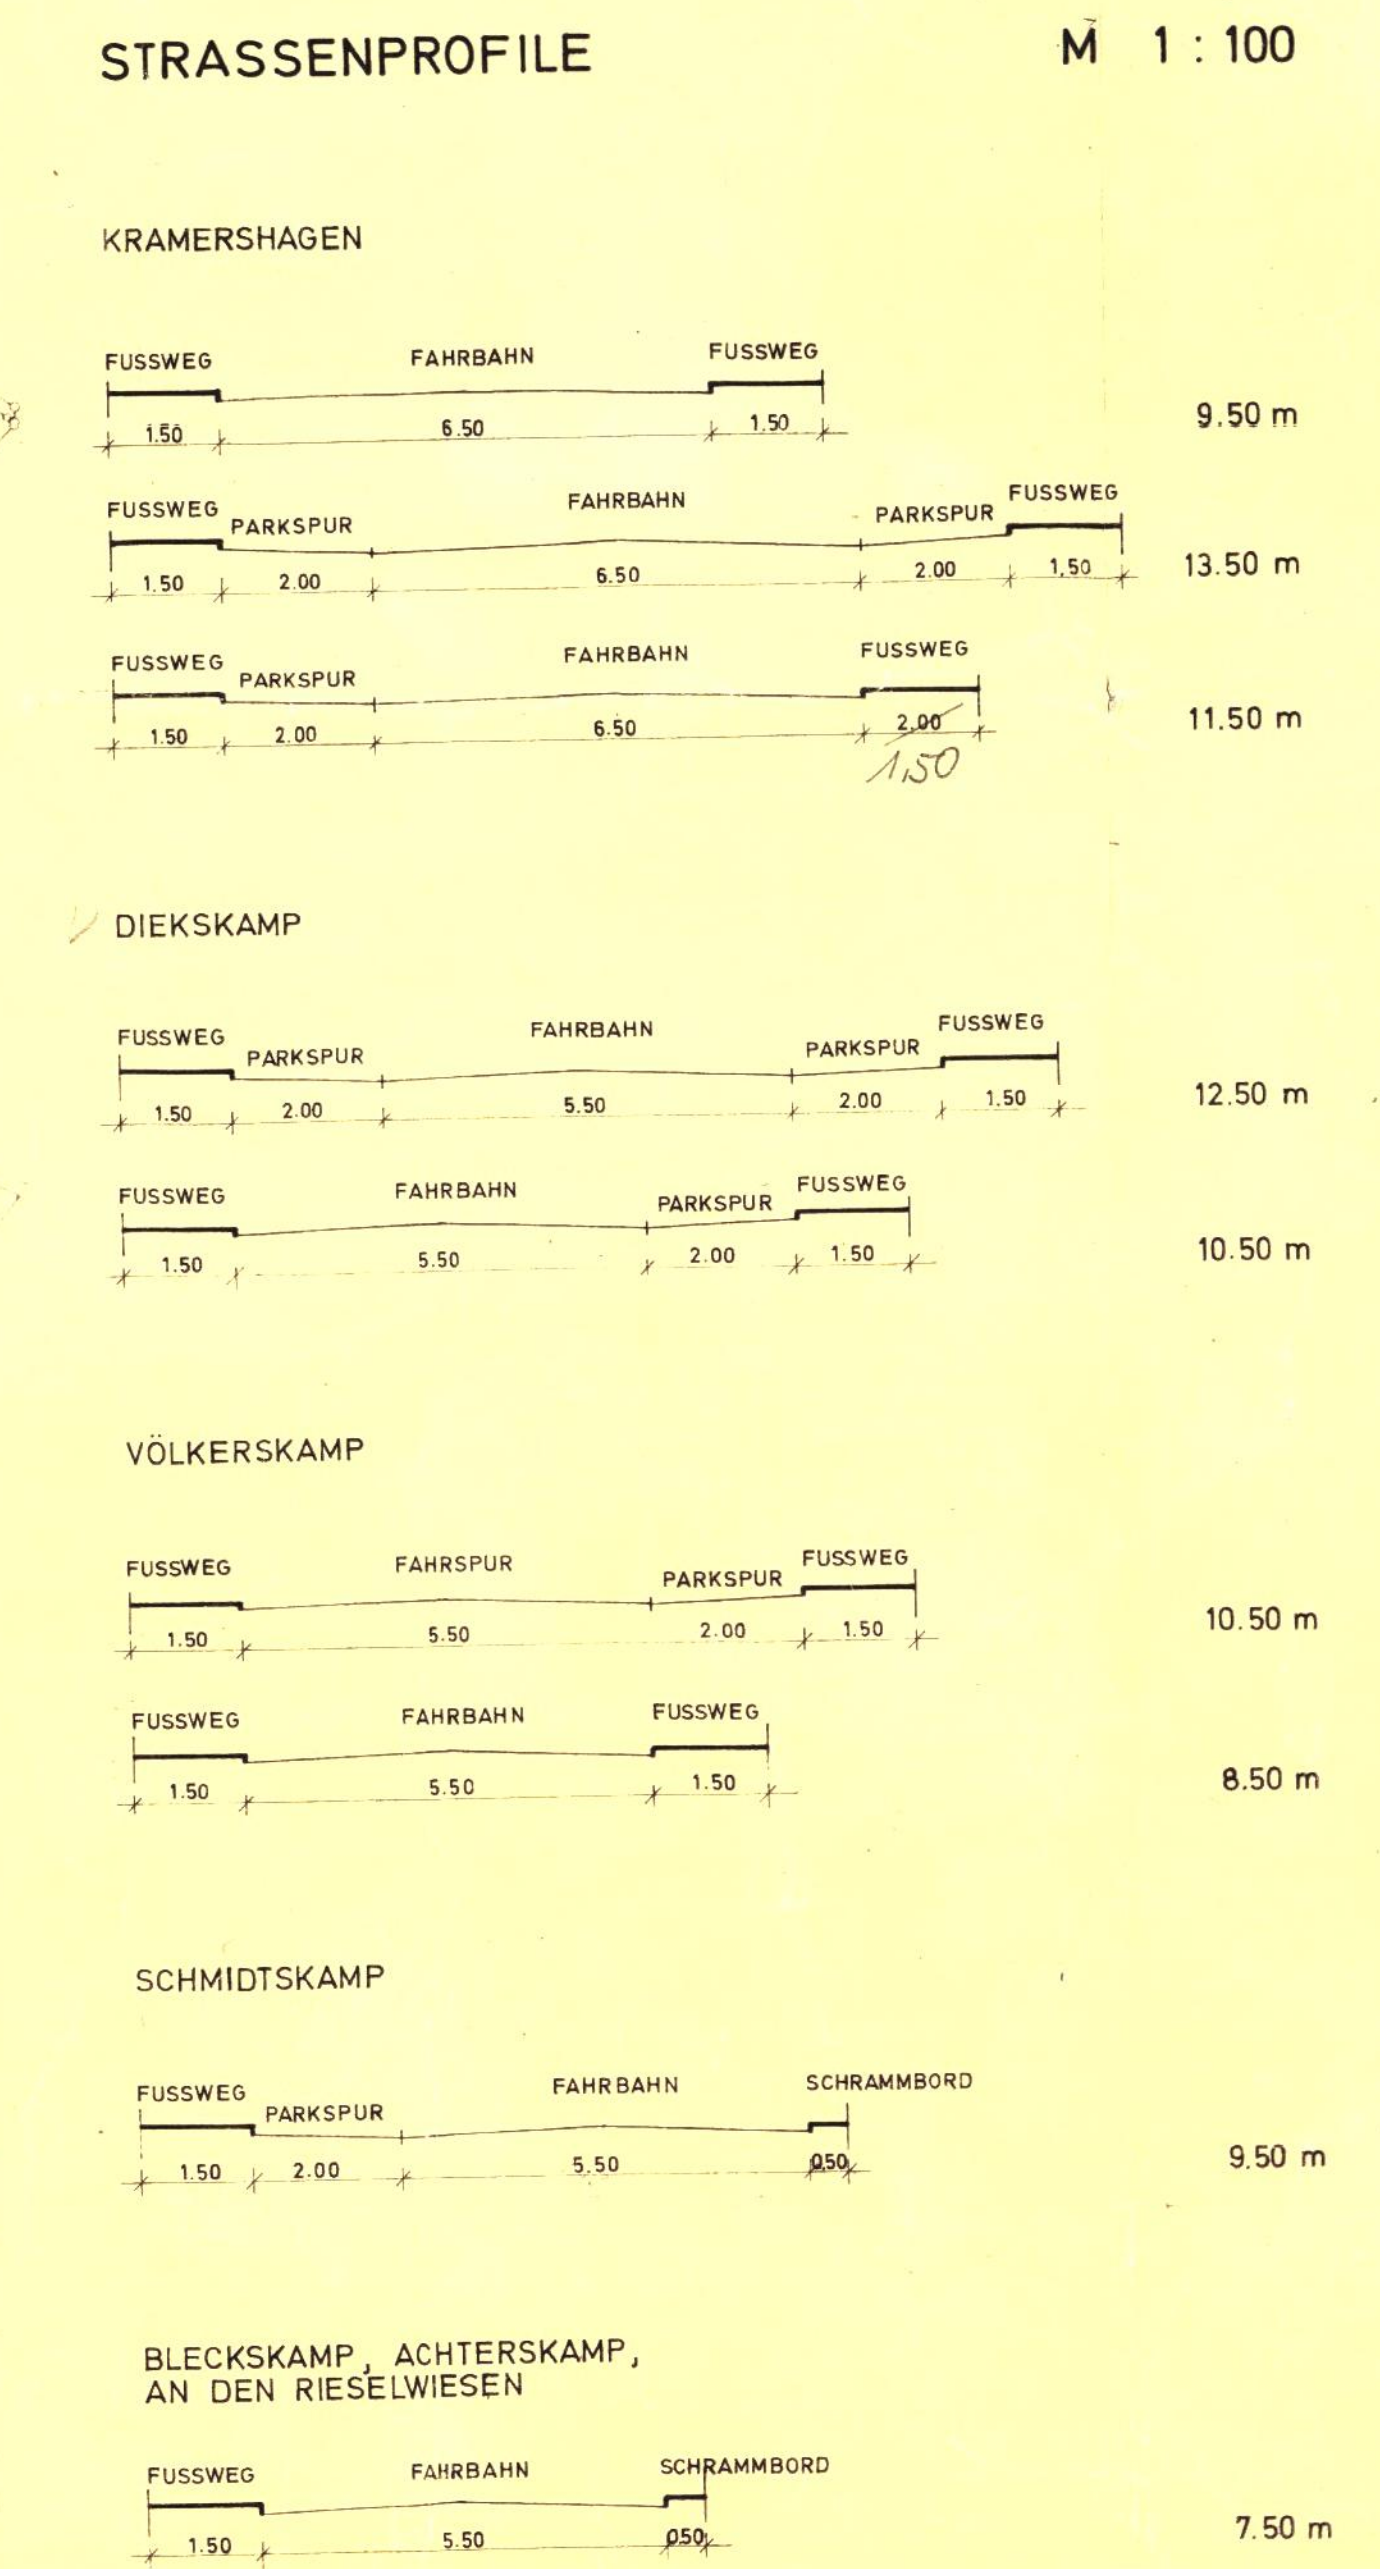 STRASSENPROFILE M 1 : 100
KRAMERSHAGEN
FUSSWEG FAHRBAHN FUSSWEG
1.50 6.50 1.50 9.50 m
FUSSWEG PARKSPUR FAHRBAHN PARKSPUR FUSSWEG
1.50 2.00 6.50 2.00 1,50 13.50 m
FUSSWEG PARKSPUR FAHRBAHN FUSSWEG
1.50 2.00 6.50 2.00 11.50 m
1,50
DIEKSKAMP
FUSSWEG PARKSPUR FAHRBAHN PARKSPUR FUSSWEG
1.50 2.00 5.50 2.00 1.50 12.50 m
FUSSWEG FAHRBAHN PARKSPUR FUSSWEG
1.50 5.50 2.00 1.50 10.50 m
VÖLKERSKAMP
FUSSWEG FAHRSPUR PARKSPUR FUSSWEG
1.50 5.50 2.00 1.50 10.50 m
FUSSWEG FAHRBAHN FUSSWEG
1.50 5.50 1.50 8.50 m
SCHMIDTSKAMP
FUSSWEG PARKSPUR FAHRBAHN SCHRAMMBORD
1.50 2.00 5.50 0.50 9.50 m
BLECKSKAMP, ACHTERSKAMP,
AN DEN RIESELWIESEN
FUSSWEG FAHRBAHN SCHRAMMBORD
1.50 5.50 0.50 7.50 m